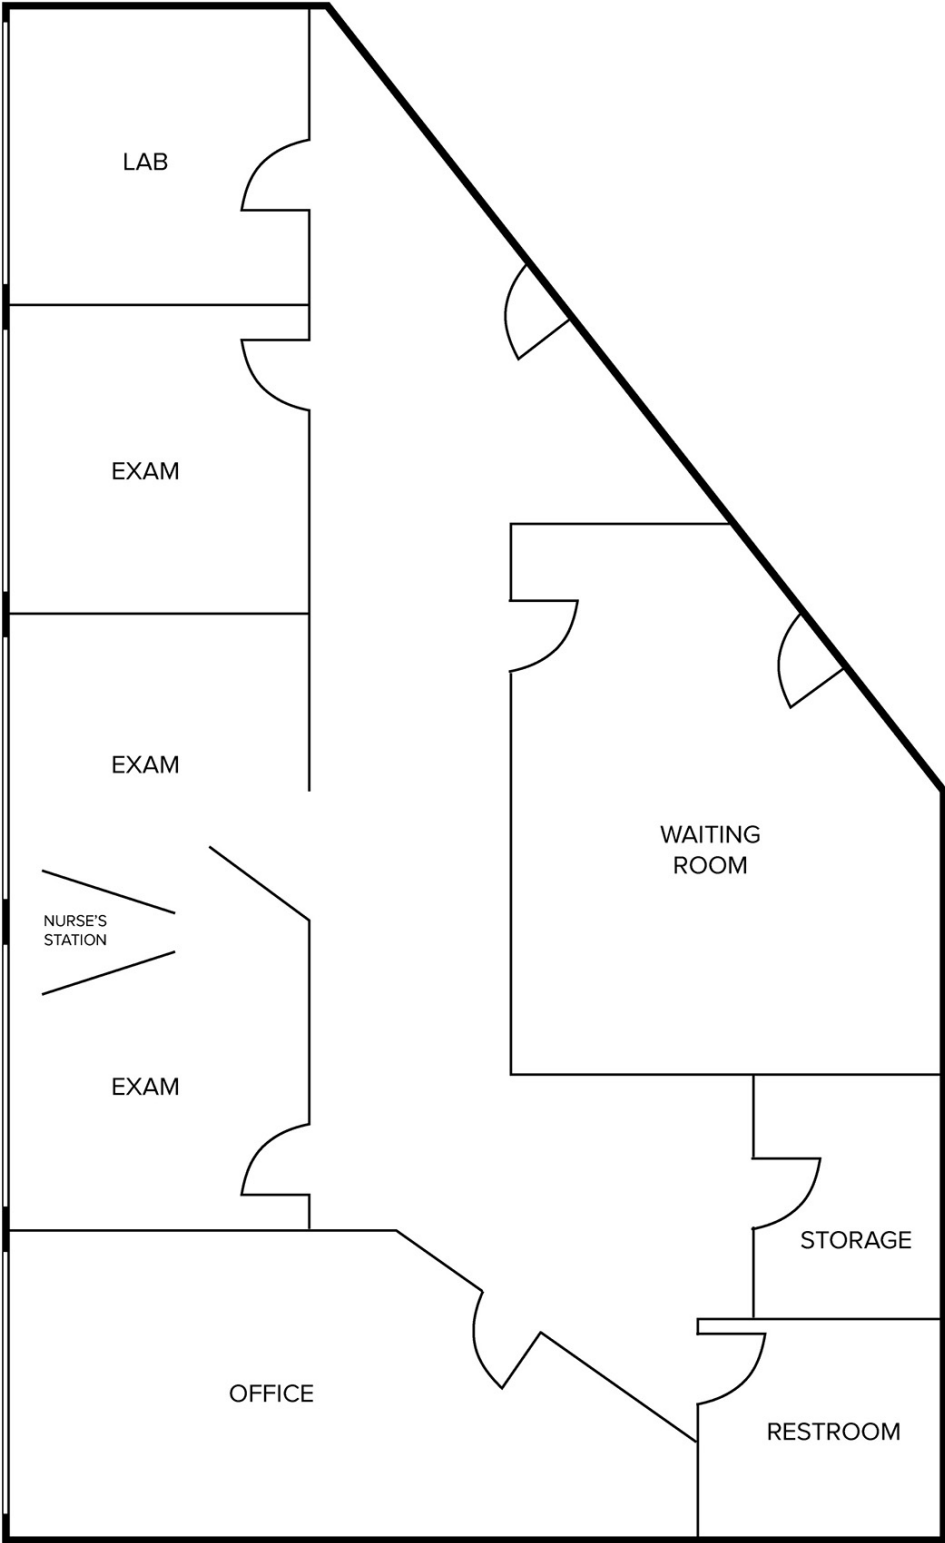 LAB
EXAM
EXAM
WAITING
ROOM
NURSE'S
STATION
EXAM
STORAGE
OFFICE
RESTROOM